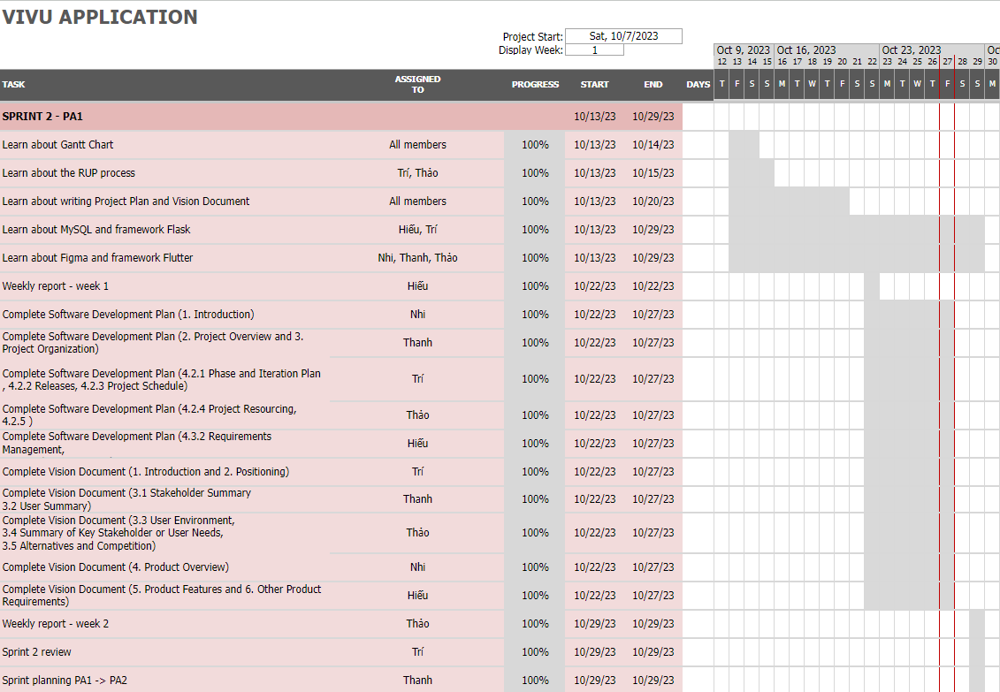 VIVU APPLICATION
Project Start: Sat, 10/7/2023
Display Week: 1
Oct 9, 2023 Oct 16, 2023 Oct 23, 2023 Oc
12 13 14 15 16 17 18 19 20 21 22 23 24 25 26 27 28 29 30
TASK ASSIGNED TO PROGRESS START END DAYS T F S S M T W T F S S M T W T F S S M
SPRINT 2 - PA1 10/13/23 10/29/23
Learn about Gantt Chart All members 100% 10/13/23 10/14/23
Learn about the RUP process Trí, Thảo 100% 10/13/23 10/15/23
Learn about writing Project Plan and Vision Document All members 100% 10/13/23 10/20/23
Learn about MySQL and framework Flask Hiếu, Trí 100% 10/13/23 10/29/23
Learn about Figma and framework Flutter Nhi, Thanh, Thảo 100% 10/13/23 10/29/23
Weekly report - week 1 Hiếu 100% 10/22/23 10/22/23
Complete Software Development Plan (1. Introduction) Nhi 100% 10/22/23 10/27/23
Complete Software Development Plan (2. Project Overview and 3.
Project Organization) Thanh 100% 10/22/23 10/27/23
Complete Software Development Plan (4.2.1 Phase and Iteration Plan
, 4.2.2 Releases, 4.2.3 Project Schedule) Trí 100% 10/22/23 10/27/23
Complete Software Development Plan (4.2.4 Project Resourcing,
4.2.5 ) Thảo 100% 10/22/23 10/27/23
Complete Software Development Plan (4.3.2 Requirements
Management, Hiếu 100% 10/22/23 10/27/23
Complete Vision Document (1. Introduction and 2. Positioning) Trí 100% 10/22/23 10/27/23
Complete Vision Document (3.1 Stakeholder Summary
3.2 User Summary) Thanh 100% 10/22/23 10/27/23
Complete Vision Document (3.3 User Environment,
3.4 Summary of Key Stakeholder or User Needs,
3.5 Alternatives and Competition) Thảo 100% 10/22/23 10/27/23
Complete Vision Document (4. Product Overview) Nhi 100% 10/22/23 10/27/23
Complete Vision Document (5. Product Features and 6. Other Product
Requirements) Hiếu 100% 10/22/23 10/27/23
Weekly report - week 2 Thảo 100% 10/29/23 10/29/23
Sprint 2 review Trí 100% 10/29/23 10/29/23
Sprint planning PA1 -> PA2 Thanh 100% 10/29/23 10/29/23